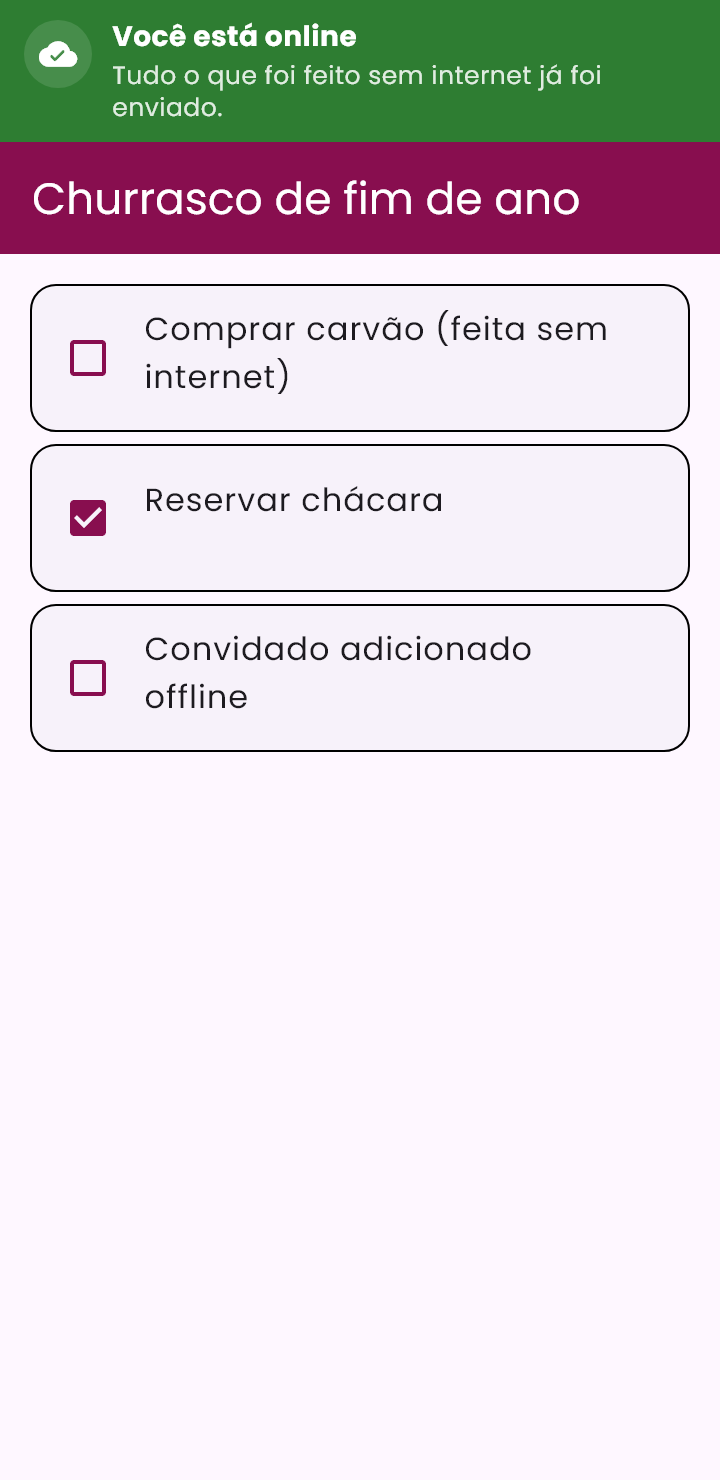 Você está online
Tudo o que foi feito sem internet já foi
enviado.
Churrasco de fim de ano
Comprar carvão (feita sem
internet)
Reservar chácara
Convidado adicionado
offline